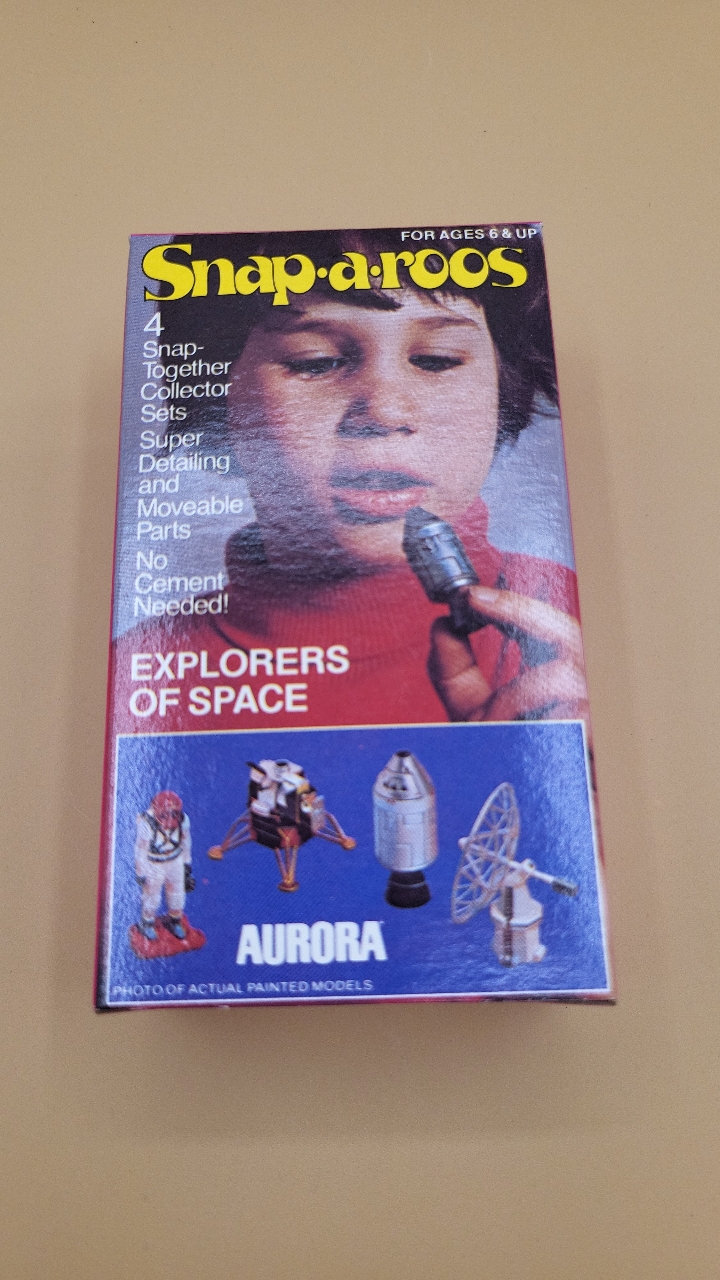 FOR AGES 6 & UP
Snap·a·roos
4
Snap-
Together
Collector
Sets
Super
Detailing
and
Moveable
Parts
No
Cement
Needed!
EXPLORERS
OF SPACE
AURORA
PHOTO OF ACTUAL PAINTED MODELS